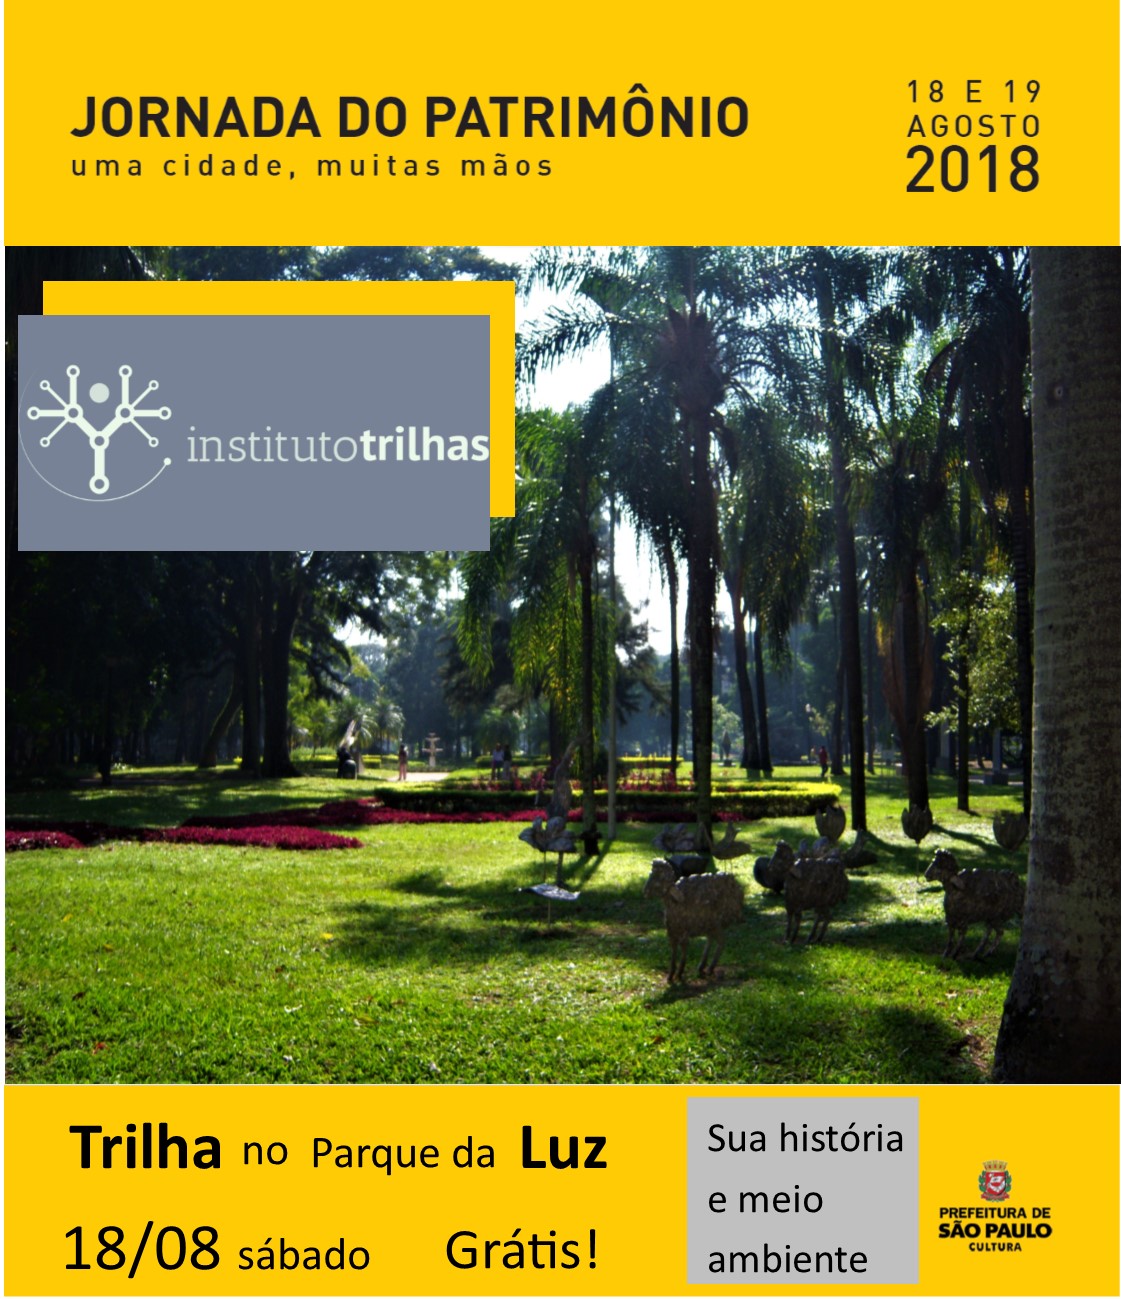 JORNADA DO PATRIMÔNIO
uma cidade, muitas mãos
18 E 19
AGOSTO
2018
institutotrilhas
Trilha no Parque da Luz
18/08 sábado Grátis!
Sua história
e meio
ambiente
PREFEITURA DE
SÃO PAULO
CULTURA